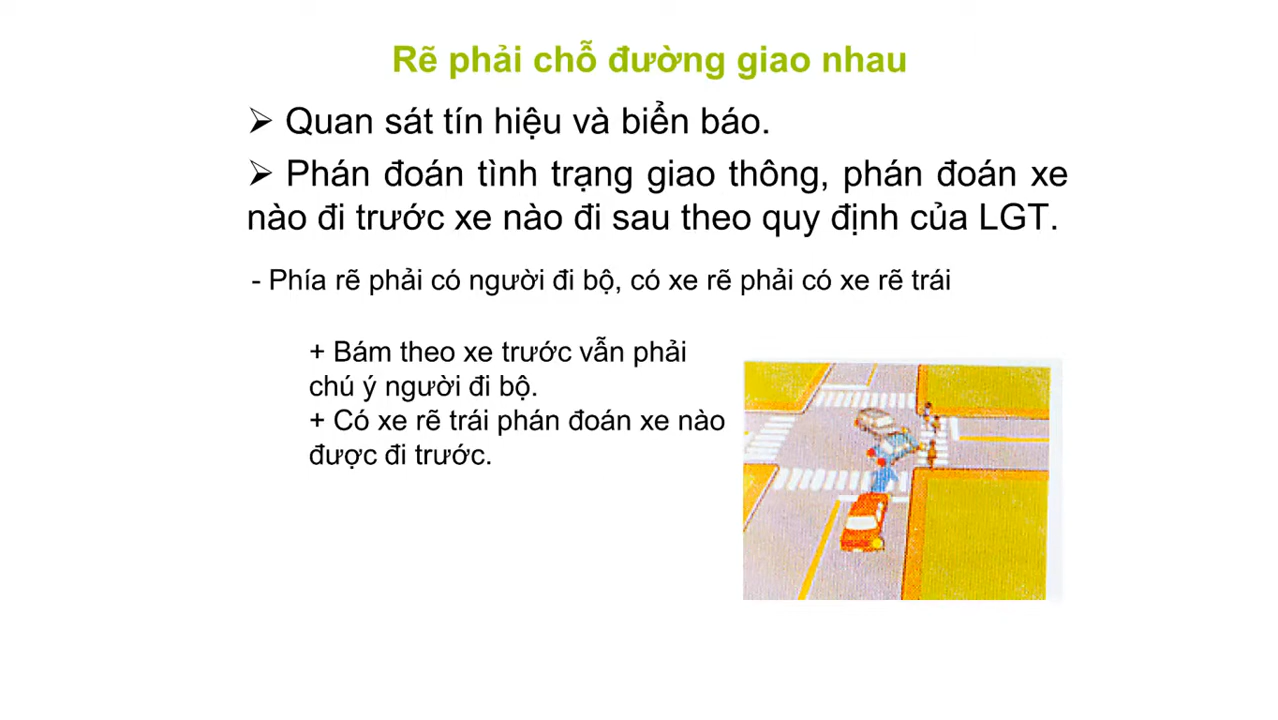 Rẽ phải chỗ đường giao nhau
➢ Quan sát tín hiệu và biển báo.
➢ Phán đoán tình trạng giao thông, phán đoán xe
nào đi trước xe nào đi sau theo quy định của LGT.
- Phía rẽ phải có người đi bộ, có xe rẽ phải có xe rẽ trái
+ Bám theo xe trước vẫn phải
chú ý người đi bộ.
+ Có xe rẽ trái phán đoán xe nào
được đi trước.